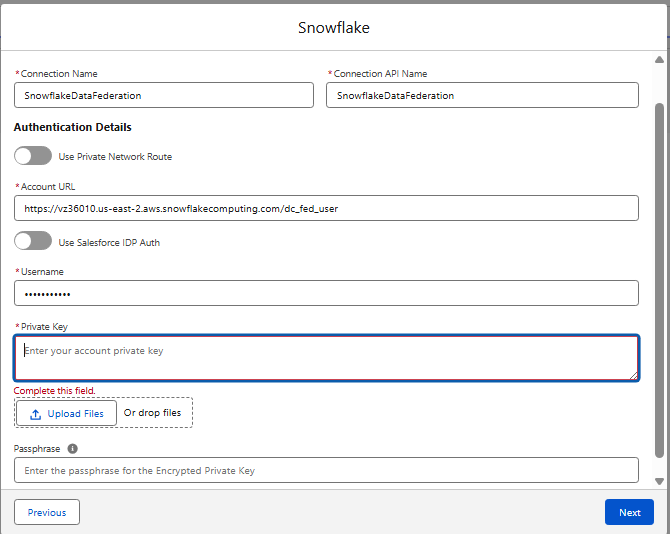 Snowflake
* Connection Name
* Connection API Name
SnowflakeDataFederation
SnowflakeDataFederation
Authentication Details
Use Private Network Route
* Account URL
https://vz36010.us-east-2.aws.snowflakecomputing.com/dc_fed_user
Use Salesforce IDP Auth
* Username
•••••••••••
* Private Key
Enter your account private key
Complete this field.
Upload Files
Or drop files
Passphrase
Enter the passphrase for the Encrypted Private Key
Previous
Next